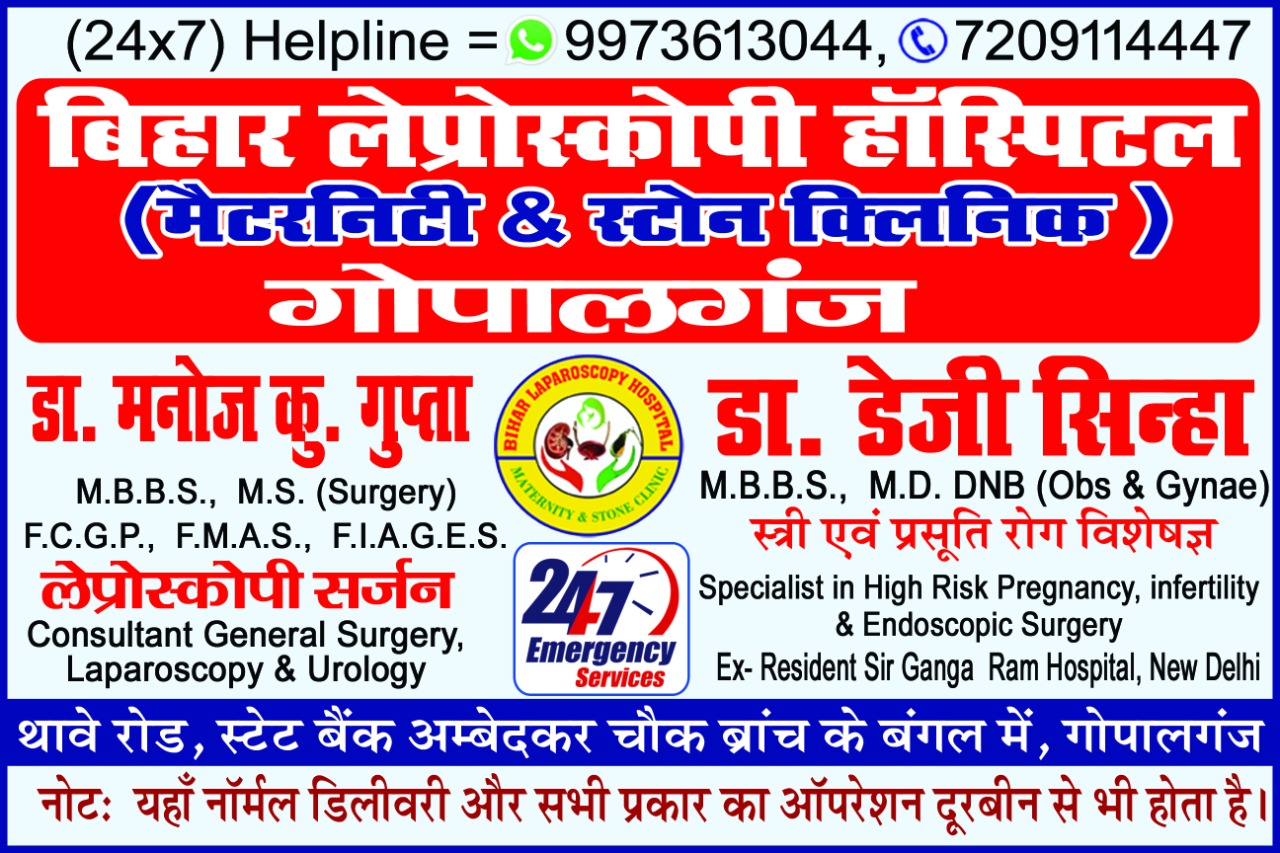 (24x7) Helpline = 9973613044, 7209114447
बिहार लेप्रोस्कोपी हॉस्पिटल
(मैटरनिटी & स्टोन क्लिनिक )
गोपालगंज
डा. मनोज कु. गुप्ता
M.B.B.S., M.S. (Surgery)
F.C.G.P., F.M.A.S., F.I.A.G.E.S.
लेप्रोस्कोपी सर्जन
Consultant General Surgery,
Laparoscopy & Urology
BIHAR LAPAROSCOPY HOSPITAL
MATERNITY & STONE CLINIC
24x7
Emergency
Services
डा. डेजी सिन्हा
M.B.B.S., M.D. DNB (Obs & Gynae)
स्त्री एवं प्रसूति रोग विशेषज्ञ
Specialist in High Risk Pregnancy, infertility
& Endoscopic Surgery
Ex- Resident Sir Ganga Ram Hospital, New Delhi
थावे रोड, स्टेट बैंक अम्बेदकर चौक ब्रांच के बंगल में, गोपालगंज
नोटः यहाँ नॉर्मल डिलीवरी और सभी प्रकार का ऑपरेशन दूरबीन से भी होता है।